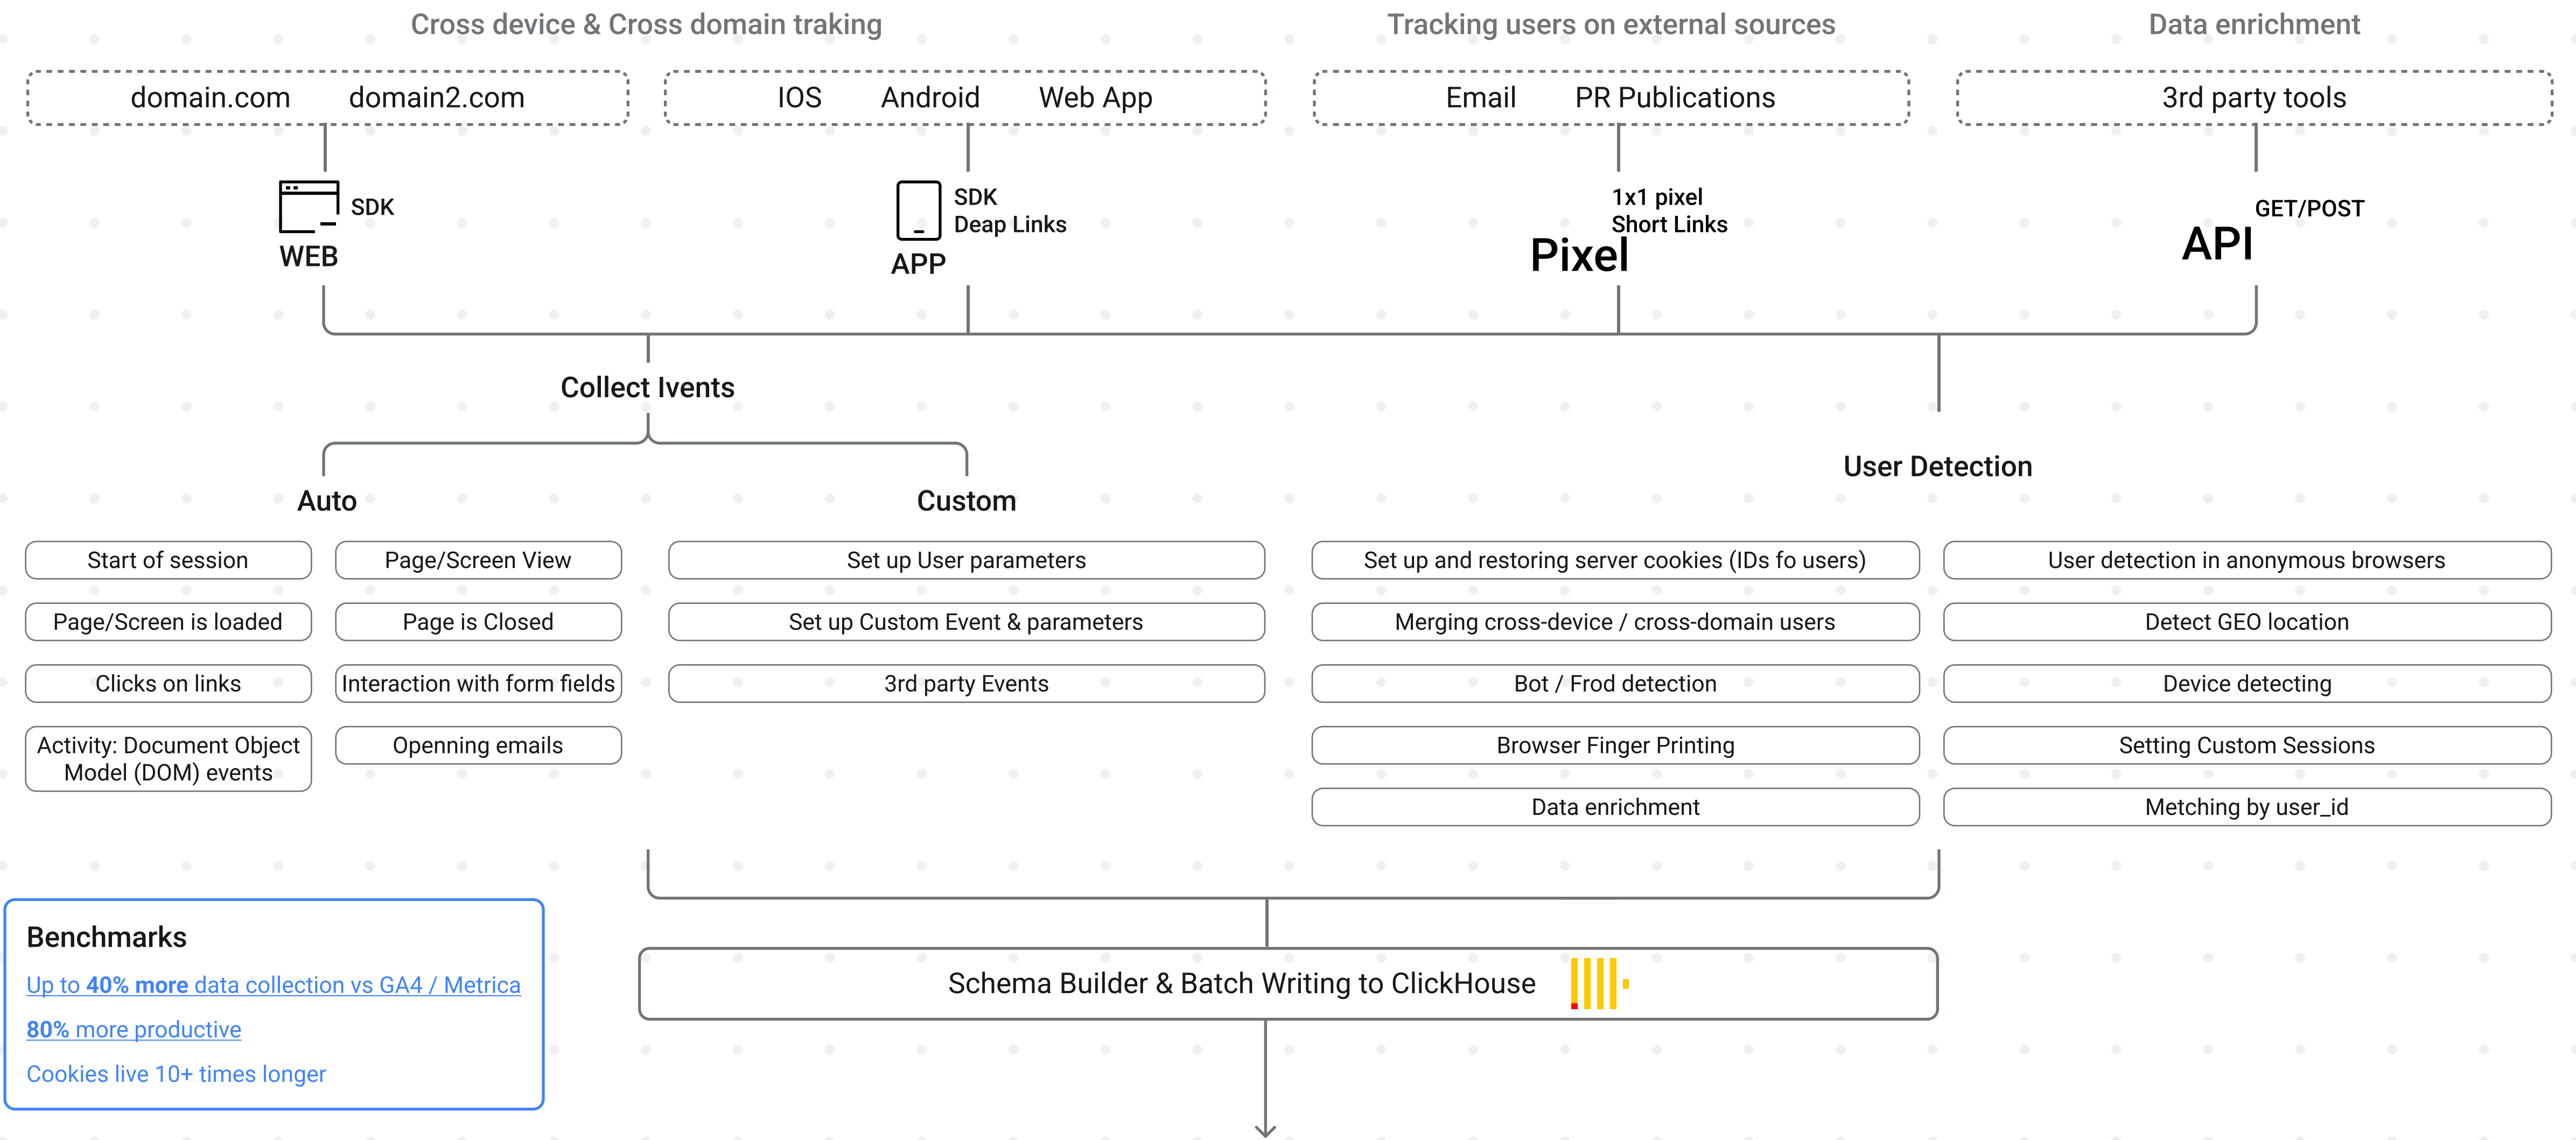 Cross device & Cross domain traking
Tracking users on external sources
Data enrichment
domain.com domain2.com
IOS Android Web App
Email PR Publications
3rd party tools
SDK
WEB
SDK
Deap Links
APP
1x1 pixel
Short Links
Pixel
GET/POST
API
Collect Ivents
User Detection
Auto
Custom
Start of session
Page/Screen View
Set up User parameters
Set up and restoring server cookies (IDs fo users)
User detection in anonymous browsers
Page/Screen is loaded
Page is Closed
Set up Custom Event & parameters
Merging cross-device / cross-domain users
Detect GEO location
Clicks on links
Interaction with form fields
3rd party Events
Bot / Frod detection
Device detecting
Activity: Document Object
Model (DOM) events
Openning emails
Browser Finger Printing
Setting Custom Sessions
Data enrichment
Metching by user_id
Benchmarks
Up to 40% more data collection vs GA4 / Metrica
80% more productive
Cookies live 10+ times longer
Schema Builder & Batch Writing to ClickHouse